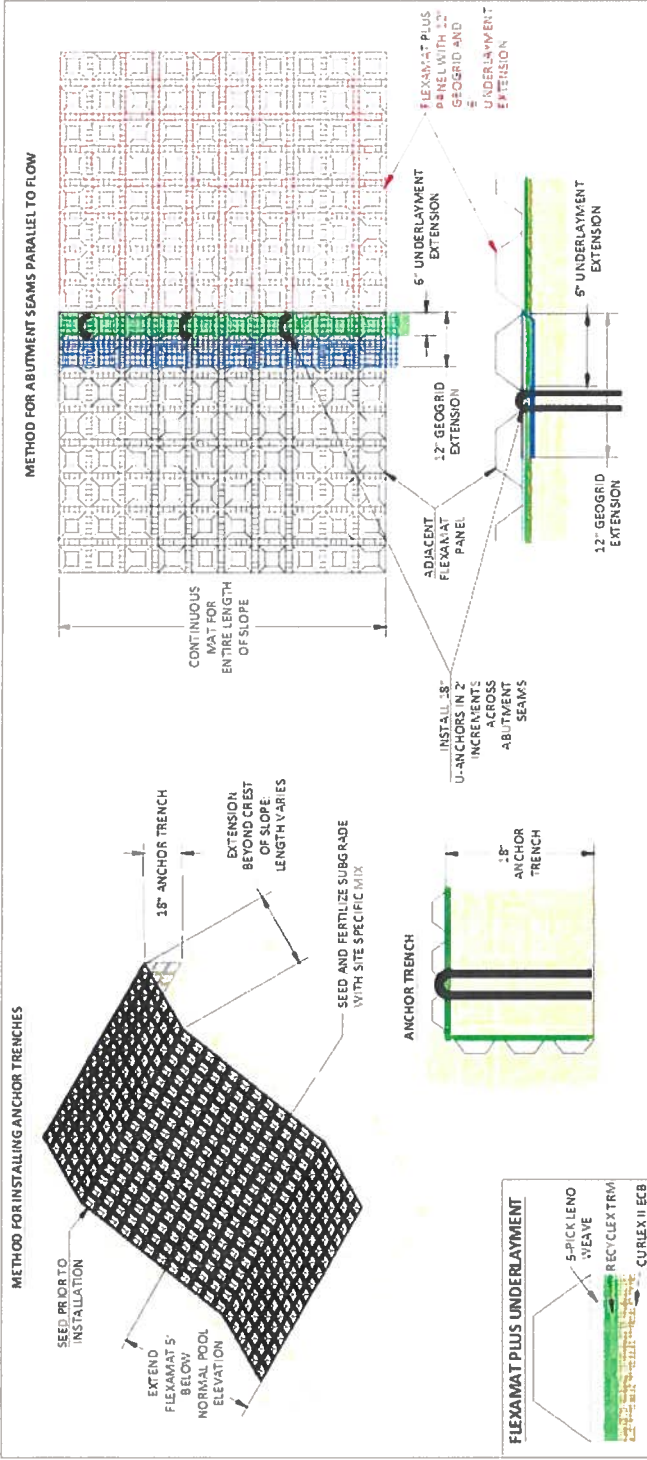 METHOD FOR INSTALLING ANCHOR TRENCHES
SEED PRIOR TO
INSTALLATION
EXTEND
FLEXAMAT 5'
BELOW
NORMAL POOL
ELEVATION
18" ANCHOR TRENCH
EXTENSION
BEYOND CREST
OF SLOPE:
LENGTH VARIES
SEED AND FERTILIZE SUBGRADE
WITH SITE SPECIFIC MIX
FLEXAMAT PLUS UNDERLAYMENT
5-PICK LENO
WEAVE
RECYCLEX TRM
CURLEX II ECB
ANCHOR TRENCH
18"
ANCHOR
TRENCH
METHOD FOR ABUTMENT SEAMS PARALLEL TO FLOW
CONTINUOUS
MAT FOR
ENTIRE LENGTH
OF SLOPE
ADJACENT
FLEXAMAT
PANEL
12" GEOGRID
EXTENSION
6" UNDERLAYMENT
EXTENSION
FLEXAMAT PLUS
PANEL WITH 12"
GEOGRID AND
UNDERLAYMENT
EXTENSION
INSTALL 18"
U-ANCHORS IN 2'
INCREMENTS
ACROSS
ABUTMENT
SEAMS
12" GEOGRID
EXTENSION
6" UNDERLAYMENT
EXTENSION